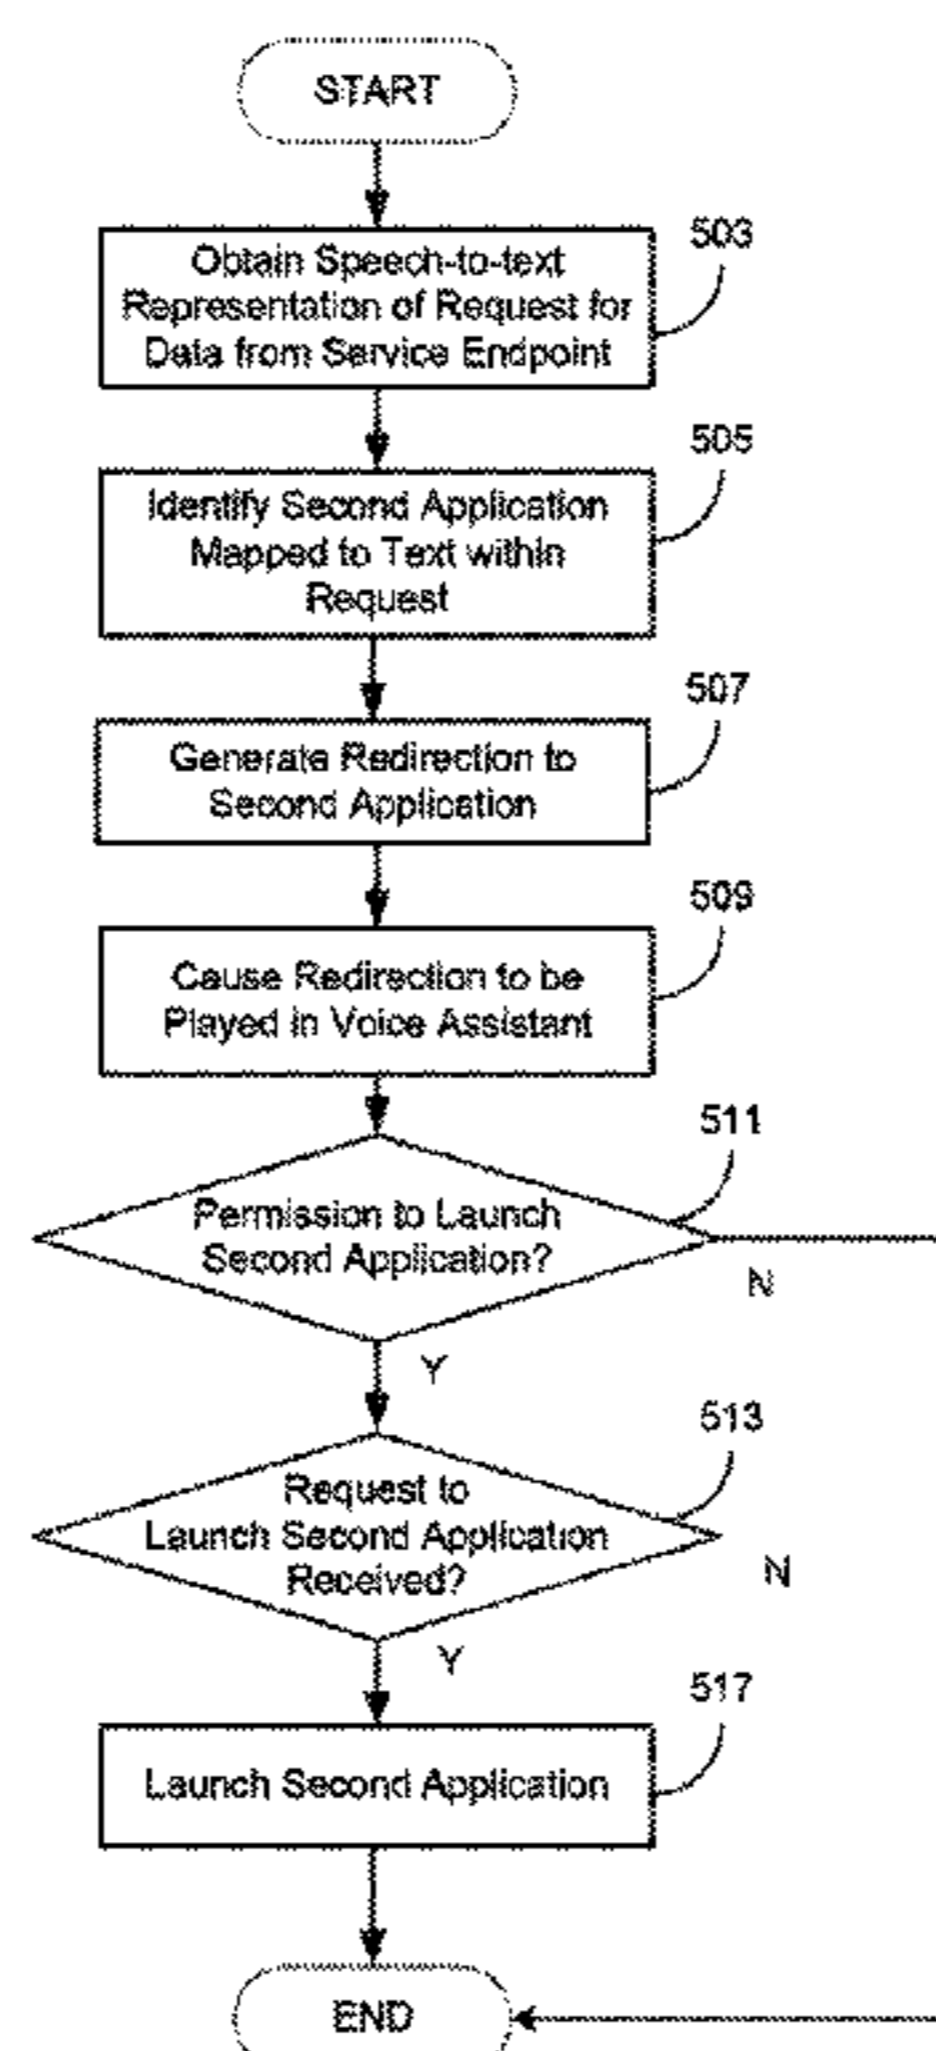 START
503
Obtain Speech-to-text
Representation of Request for
Data from Service Endpoint
505
Identify Second Application
Mapped to Text within
Request
507
Generate Redirection to
Second Application
509
Cause Redirection to be
Played in Voice Assistant
511
Permission to Launch
Second Application?
N
Y
513
Request to
Launch Second Application
Received?
N
Y
517
Launch Second Application
END